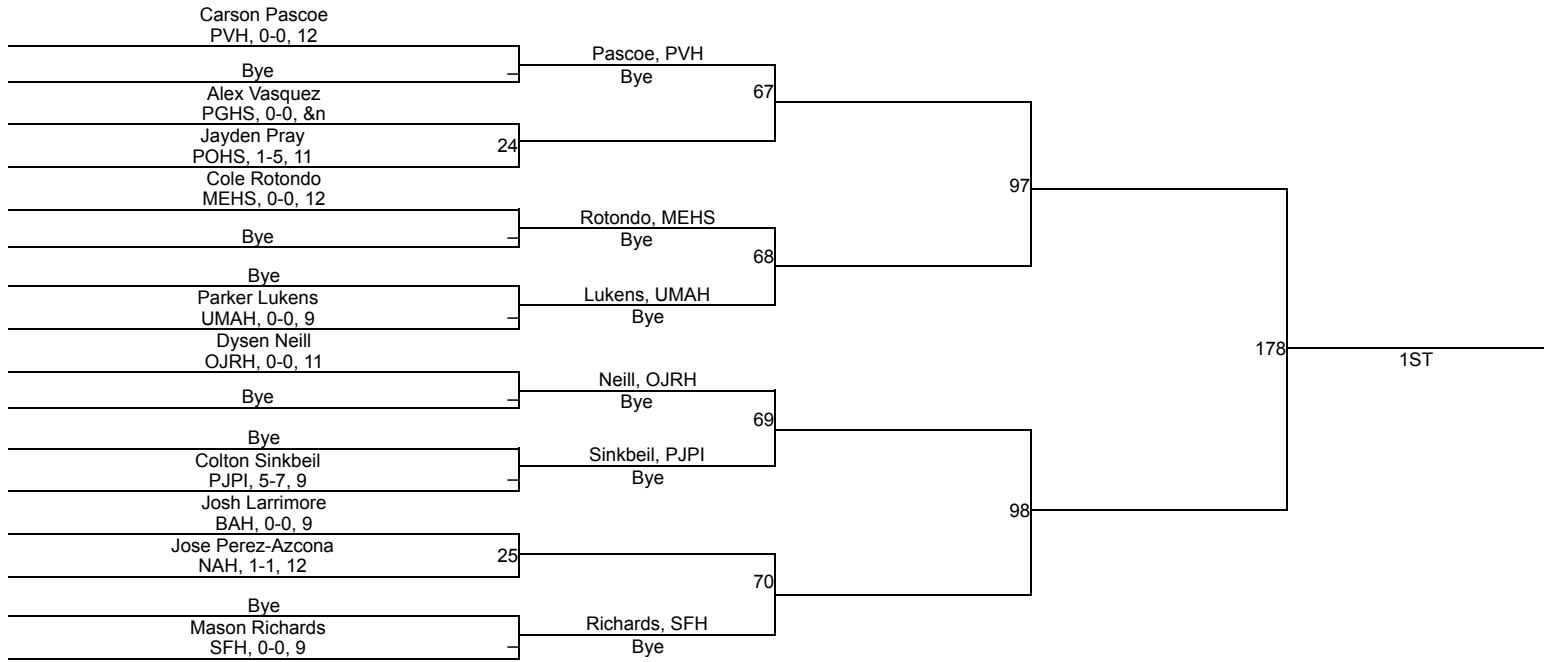 Carson Pascoe
PVH, 0-0, 12
Bye
–
Alex Vasquez
PGHS, 0-0, &n
Jayden Pray
POHS, 1-5, 11
24
Cole Rotondo
MEHS, 0-0, 12
Bye
–
Bye
Parker Lukens
UMAH, 0-0, 9
–
Dysen Neill
OJRH, 0-0, 11
Bye
–
Bye
Colton Sinkbeil
PJPI, 5-7, 9
–
Josh Larrimore
BAH, 0-0, 9
Jose Perez-Azcona
NAH, 1-1, 12
25
Bye
Mason Richards
SFH, 0-0, 9
–
Pascoe, PVH
Bye
67
Rotondo, MEHS
Bye
68
Lukens, UMAH
Bye
Neill, OJRH
Bye
69
Sinkbeil, PJPI
Bye
70
Richards, SFH
Bye
97
98
178
1ST